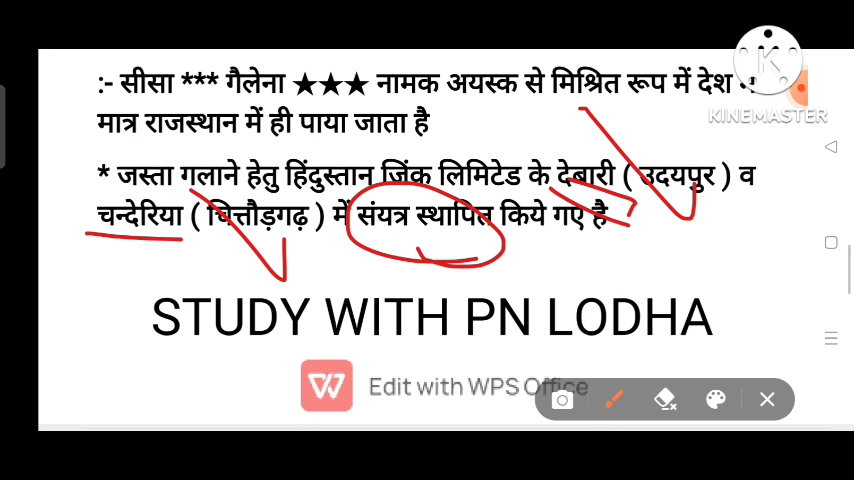 :- सीसा *** गैलेना ★★★ नामक अयस्क से मिश्रित रूप में देश
मात्र राजस्थान में ही पाया जाता है
* जस्ता गलाने हेतु हिंदुस्तान जिंक लिमिटेड के देबारी ( उदयपुर ) व
चन्देरिया ( चित्तौड़गढ़ ) में संयत्र स्थापित किये गए है
STUDY WITH PN LODHA
Edit with WPS Office
K
KINEMASTER